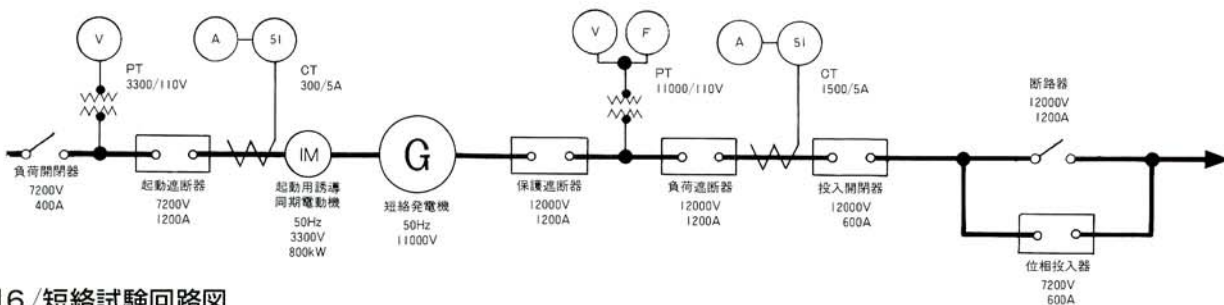 V
A
51
PT
3300/110V
CT
300/5A
負荷開閉器
7200V
400A
起動遮断器
7200V
1200A
IM
起動用誘導
同期電動機
50Hz
3300V
800kW
G
短絡発電機
50Hz
11000V
保護遮断器
12000V
1200A
V
F
PT
11000/110V
負荷遮断器
12000V
1200A
A
51
CT
1500/5A
投入開閉器
12000V
600A
断路器
12000V
1200A
位相投入器
7200V
600A
16/短絡試験回路図